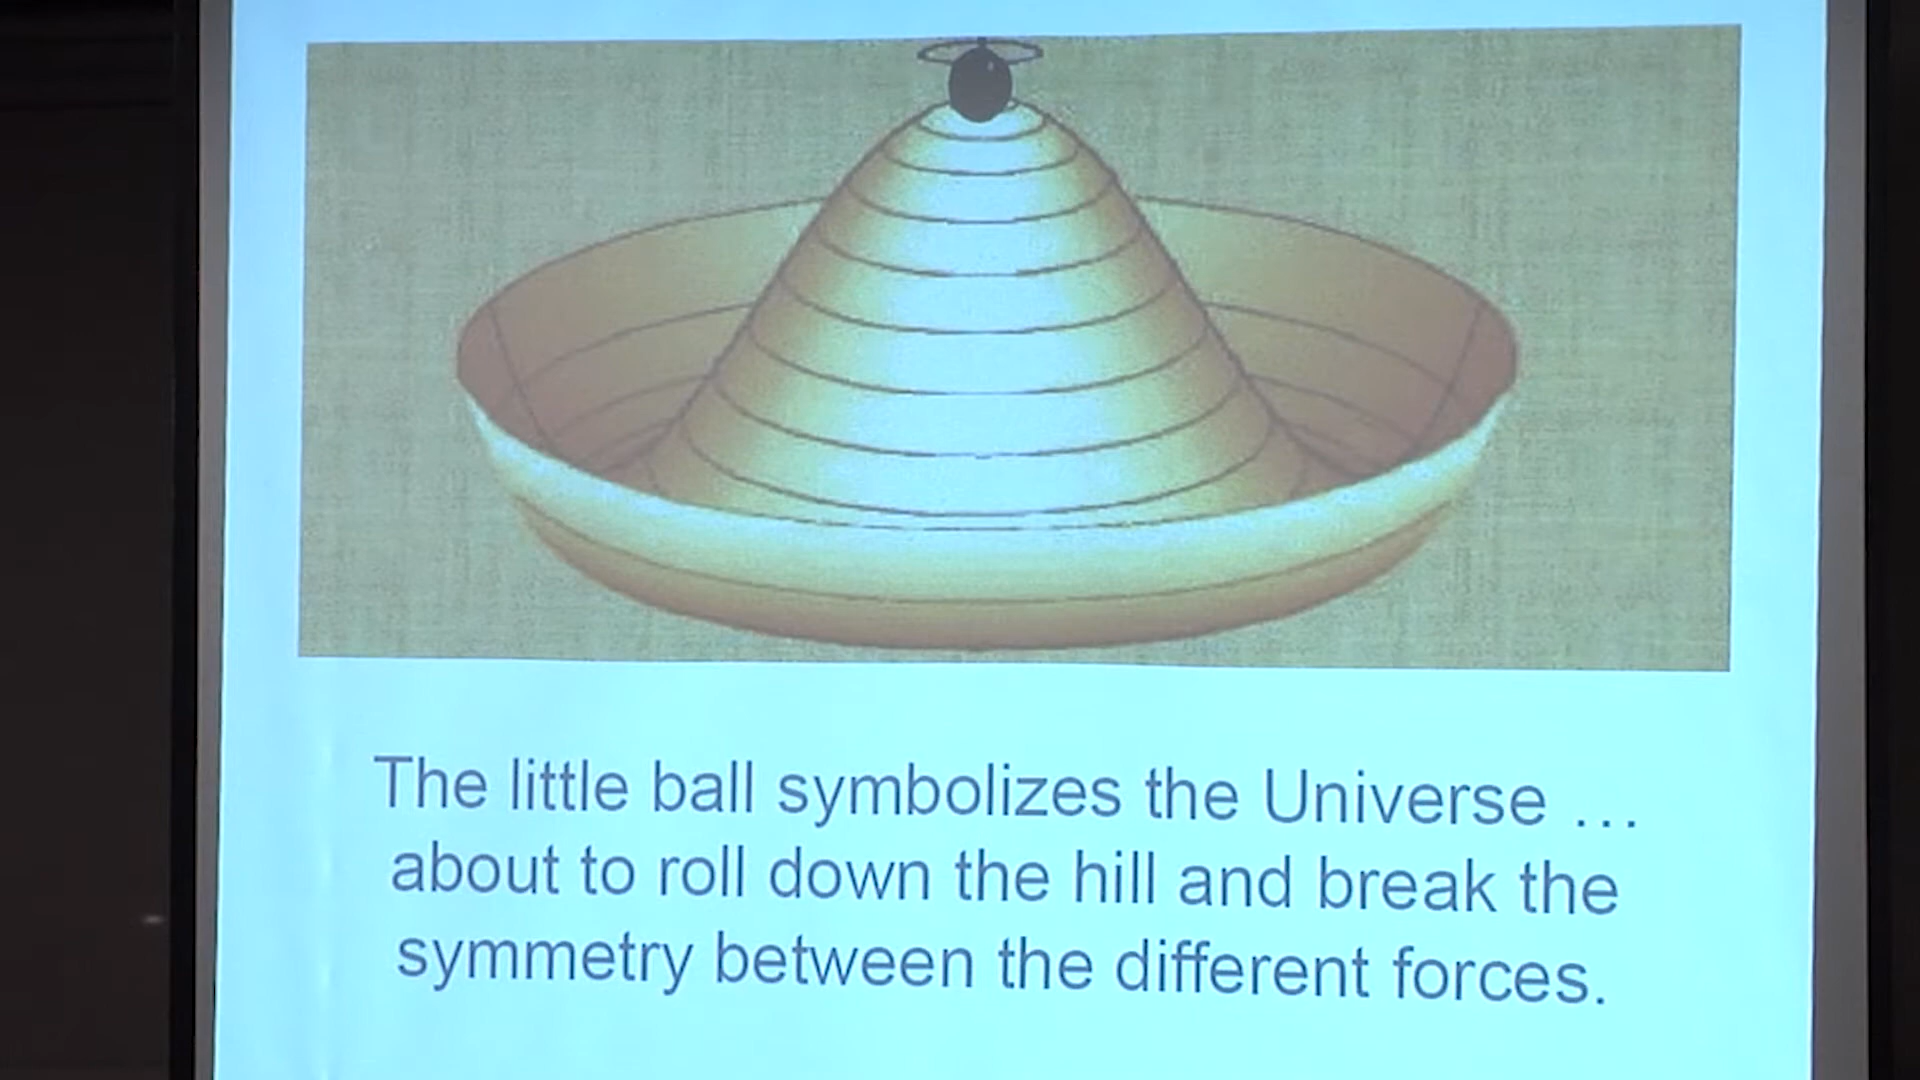 The little ball symbolizes the Universe …
about to roll down the hill and break the
symmetry between the different forces.